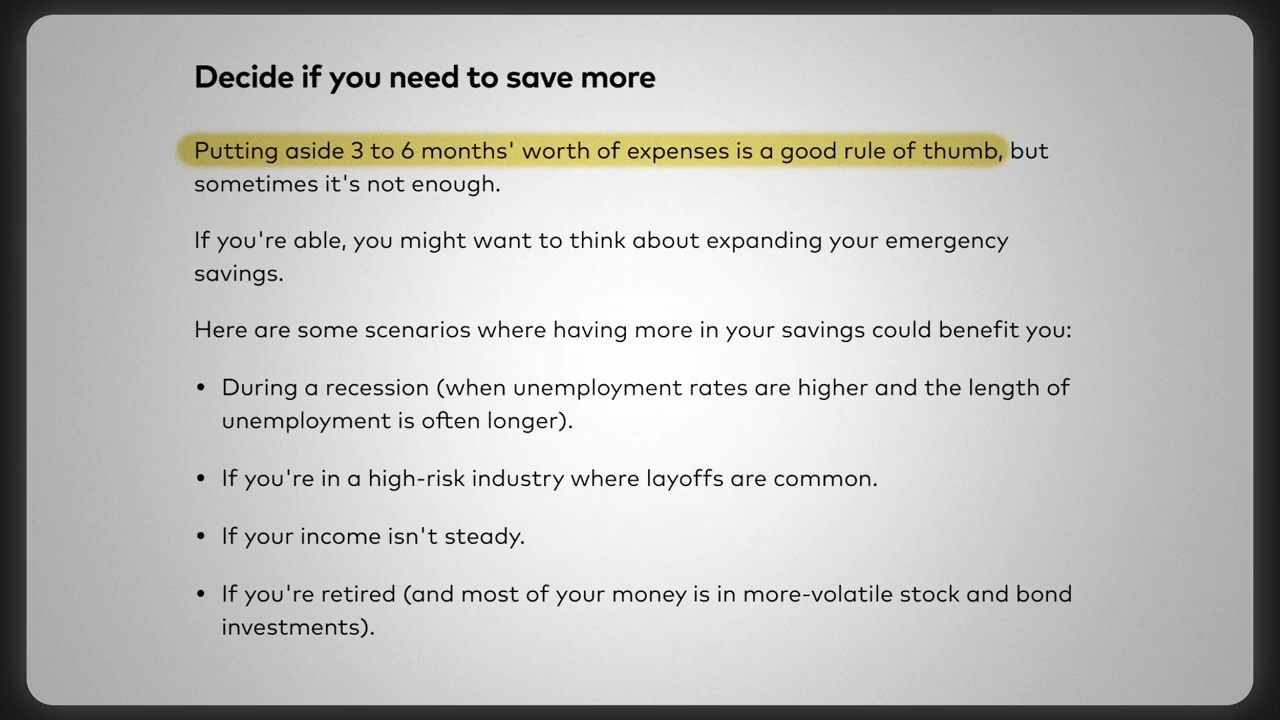 Decide if you need to save more
Putting aside 3 to 6 months' worth of expenses is a good rule of thumb, but
sometimes it's not enough.
If you're able, you might want to think about expanding your emergency
savings.
Here are some scenarios where having more in your savings could benefit you:
• During a recession (when unemployment rates are higher and the length of
unemployment is often longer).
• If you're in a high-risk industry where layoffs are common.
• If your income isn't steady.
• If you're retired (and most of your money is in more-volatile stock and bond
investments).